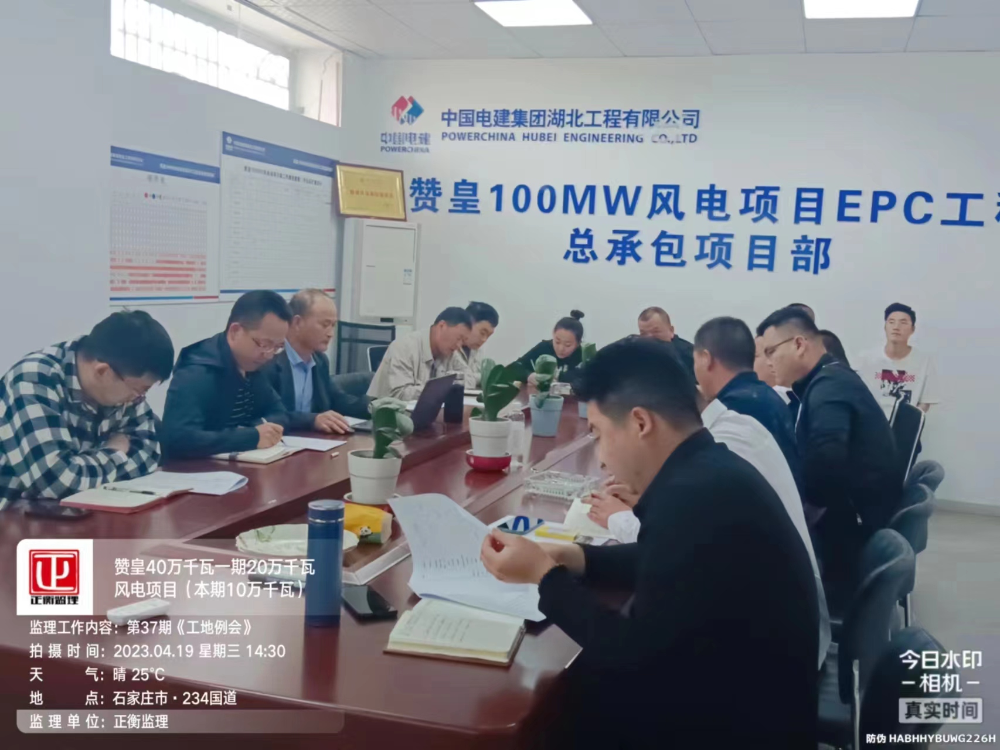 中国电建
POWERCHINA
中国电建集团湖北工程有限公司
POWERCHINA HUBEI ENGINEERING CO.,LTD
赞皇100MW风电项目EPC工
总承包项目部
正衡监理
赞皇40万千瓦一期20万千瓦
风电项目（本期10万千瓦）
监理工作内容：第37期《工地例会》
拍摄时间：2023.04.19 星期三 14:30
天气：晴 25℃
地点：石家庄市·234国道
监理单位：正衡监理
今日水印
-相机-
真实时间
防伪 HABHHYBUWG226H